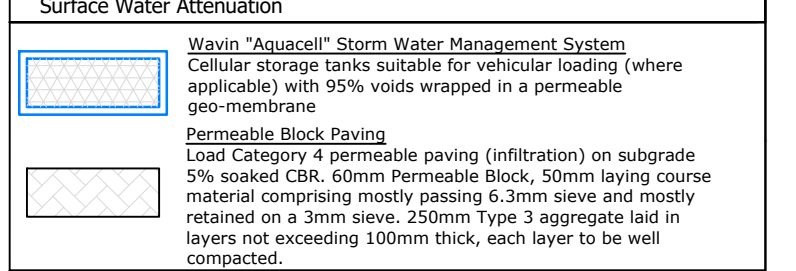 Surface Water Attenuation
Wavin "Aquacell" Storm Water Management System
Cellular storage tanks suitable for vehicular loading (where
applicable) with 95% voids wrapped in a permeable
geo-membrane
Permeable Block Paving
Load Category 4 permeable paving (infiltration) on subgrade
5% soaked CBR. 60mm Permeable Block, 50mm laying course
material comprising mostly passing 6.3mm sieve and mostly
retained on a 3mm sieve. 250mm Type 3 aggregate laid in
layers not exceeding 100mm thick, each layer to be well
compacted.